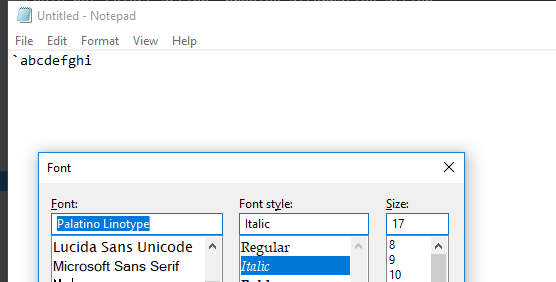 Untitled - Notepad
File Edit Format View Help
`abcdefghi
Font
Font: Font style: Size:
Palatino Linotype Italic 17
Lucida Sans Unicode Regular 8
Microsoft Sans Serif Italic 9
10